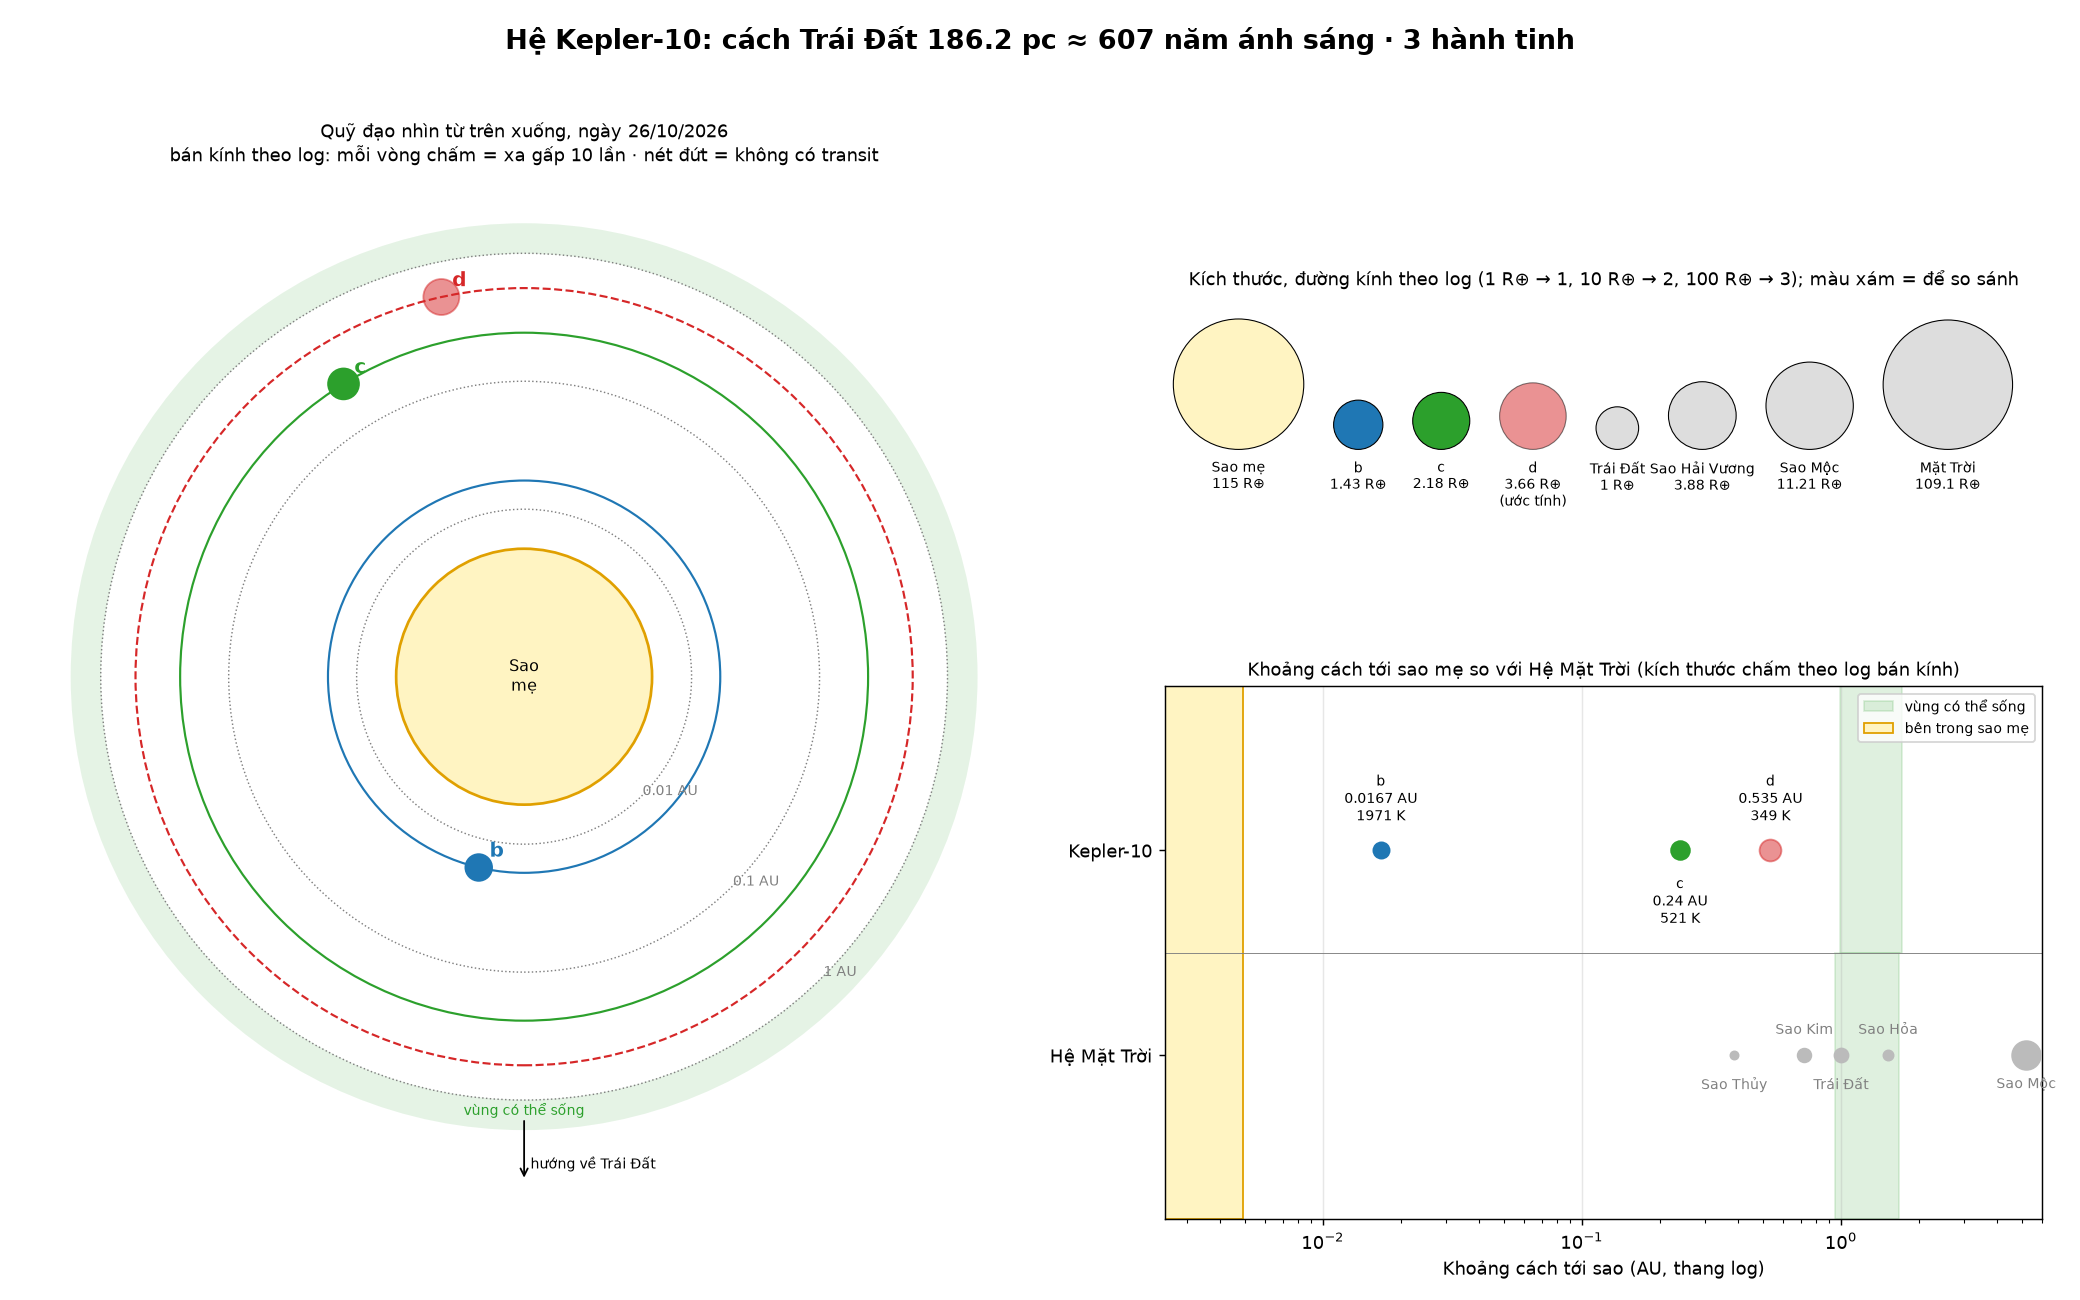 Hệ Kepler-10: cách Trái Đất 186.2 pc ≈ 607 năm ánh sáng · 3 hành tinh
Quỹ đạo nhìn từ trên xuống, ngày 26/10/2026
bán kính theo log: mỗi vòng chấm = xa gấp 10 lần · nét đứt = không có transit
d
c
Sao
mẹ
0.01 AU
b
0.1 AU
1 AU
vùng có thể sống
hướng về Trái Đất
Kích thước, đường kính theo log (1 R⊕ → 1, 10 R⊕ → 2, 100 R⊕ → 3); màu xám = để so sánh
Sao mẹ
115 R⊕
b
1.43 R⊕
c
2.18 R⊕
d
3.66 R⊕
(ước tính)
Trái Đất
1 R⊕
Sao Hải Vương
3.88 R⊕
Sao Mộc
11.21 R⊕
Mặt Trời
109.1 R⊕
Khoảng cách tới sao mẹ so với Hệ Mặt Trời (kích thước chấm theo log bán kính)
vùng có thể sống
bên trong sao mẹ
b
0.0167 AU
1971 K
d
0.535 AU
349 K
Kepler-10
c
0.24 AU
521 K
Sao Kim
Sao Hỏa
Hệ Mặt Trời
Sao Thủy
Trái Đất
Sao Mộc
10⁻²
10⁻¹
10⁰
Khoảng cách tới sao (AU, thang log)